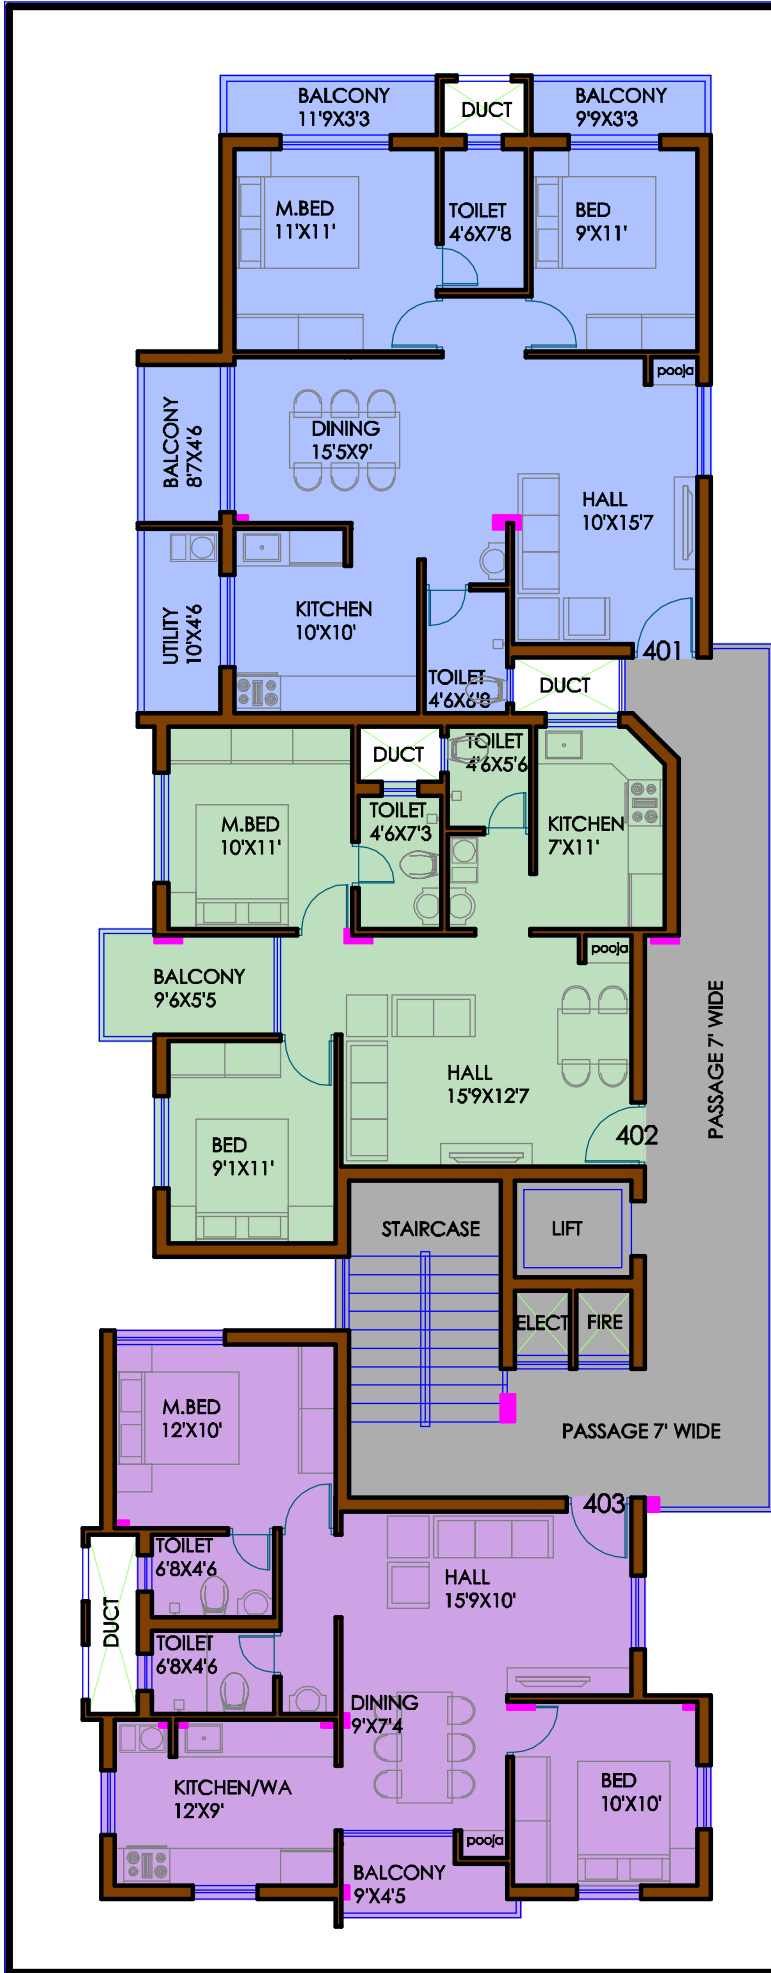 BALCONY
11'9X3'3
DUCT
BALCONY
9'9X3'3
M.BED
11'X11'
TOILET
4'6X7'8
BED
9'X11'
pooja
BALCONY
8'7X4'6
DINING
15'5X9'
HALL
10'X15'7
UTILITY
10'X4'6
KITCHEN
10'X10'
401
TOILET
4'6X6'8
DUCT
DUCT
TOILET
4'6X5'6
M.BED
10'X11'
TOILET
4'6X7'3
KITCHEN
7'X11'
pooja
BALCONY
9'6X5'5
PASSAGE 7' WIDE
HALL
15'9X12'7
402
BED
9'1X11'
STAIRCASE
LIFT
ELECT
FIRE
M.BED
12'X10'
PASSAGE 7' WIDE
403
TOILET
6'8X4'6
HALL
15'9X10'
DUCT
TOILET
6'8X4'6
DINING
9'X7'4
KITCHEN/WA
12'X9'
BED
10'X10'
pooja
BALCONY
9'X4'5